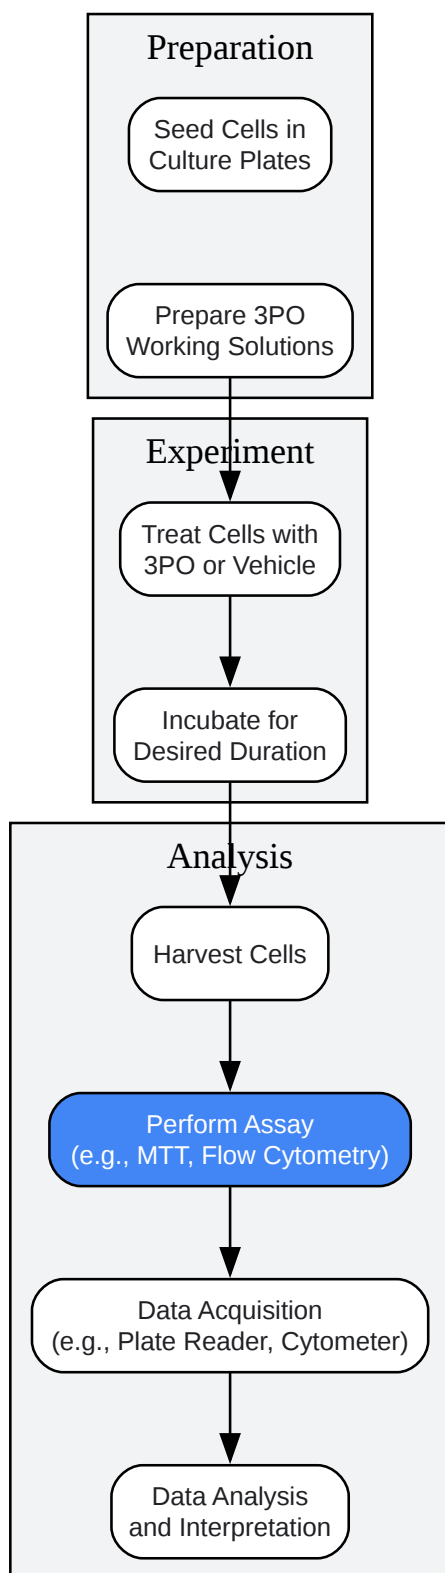 Preparation
Seed Cells in
Culture Plates
Prepare 3PO
Working Solutions
Experiment
Treat Cells with
3PO or Vehicle
Incubate for
Desired Duration
Analysis
Harvest Cells
Perform Assay
(e.g., MTT, Flow Cytometry)
Data Acquisition
(e.g., Plate Reader, Cytometer)
Data Analysis
and Interpretation